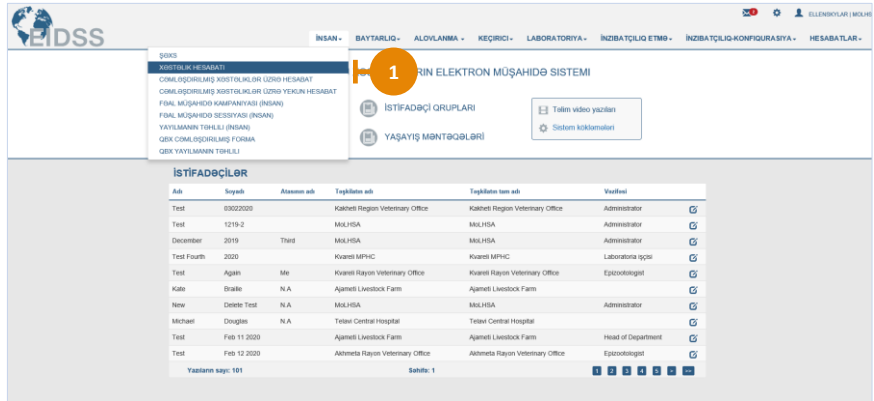 EIDSS
ELLENSKYLAR | MOLHS
İNSAN BAYTARLIQ ALOVLANMA KEÇIRICI LABORATORIYA İNZIBATÇILIQ ETMƏ İNZIBATÇILIQ-KONFIQURASIYA HESABATLAR
ŞƏXS
XƏSTƏLIK HESABATI
CƏMLƏŞDIRILMIŞ XƏSTƏLIKLƏR ÜZRƏ HESABAT
CƏMLƏŞDIRILMIŞ XƏSTƏLIKLƏR ÜZRƏ YEKUN HESABAT
FƏAL MÜŞAHIDƏ KAMPANIYASI (İNSAN)
FƏAL MÜŞAHIDƏ SESSIYASI (İNSAN)
YAYILMANIN TƏHLILI (İNSAN)
QBX CƏMLƏŞDIRILMIŞ FORMA
QBX YAYILMANIN TƏHLILI
1
RIN ELEKTRON MÜŞAHIDƏ SISTEMI
İSTİFADƏÇİ QRUPLARI
YAŞAYIŞ MƏNTƏQƏLƏRİ
Təlim video yazıları
Sistem kökləmələri
İSTİFADƏÇİLƏR
Adı Soyadı Atasının adı Təşkilatın adı Təşkilatın tam adı Vəzifəsi
Test 03022020 Kakheti Region Veterinary Office Kakheti Region Veterinary Office Administrator
Test 1219-2 MoLHSA MoLHSA Administrator
December 2019 Third MoLHSA MoLHSA Administrator
Test Fourth 2020 Kvareli MPHC Kvareli MPHC Laboratoria işçisi
Test Again Me Kvareli Rayon Veterinary Office Kvareli Rayon Veterinary Office Epizootologist
Kate Braille N.A Ajameti Livestock Farm Ajameti Livestock Farm
New Delete Test N.A MoLHSA MoLHSA Administrator
Michael Douglas N.A Telavi Central Hospital Telavi Central Hospital
Test Feb 11 2020 Ajameti Livestock Farm Ajameti Livestock Farm Head of Department
Test Feb 12 2020 Akhmeta Rayon Veterinary Office Akhmeta Rayon Veterinary Office Epizootologist
Yazıların sayı: 101 Səhifə: 1 1 2 3 4 5 > >>